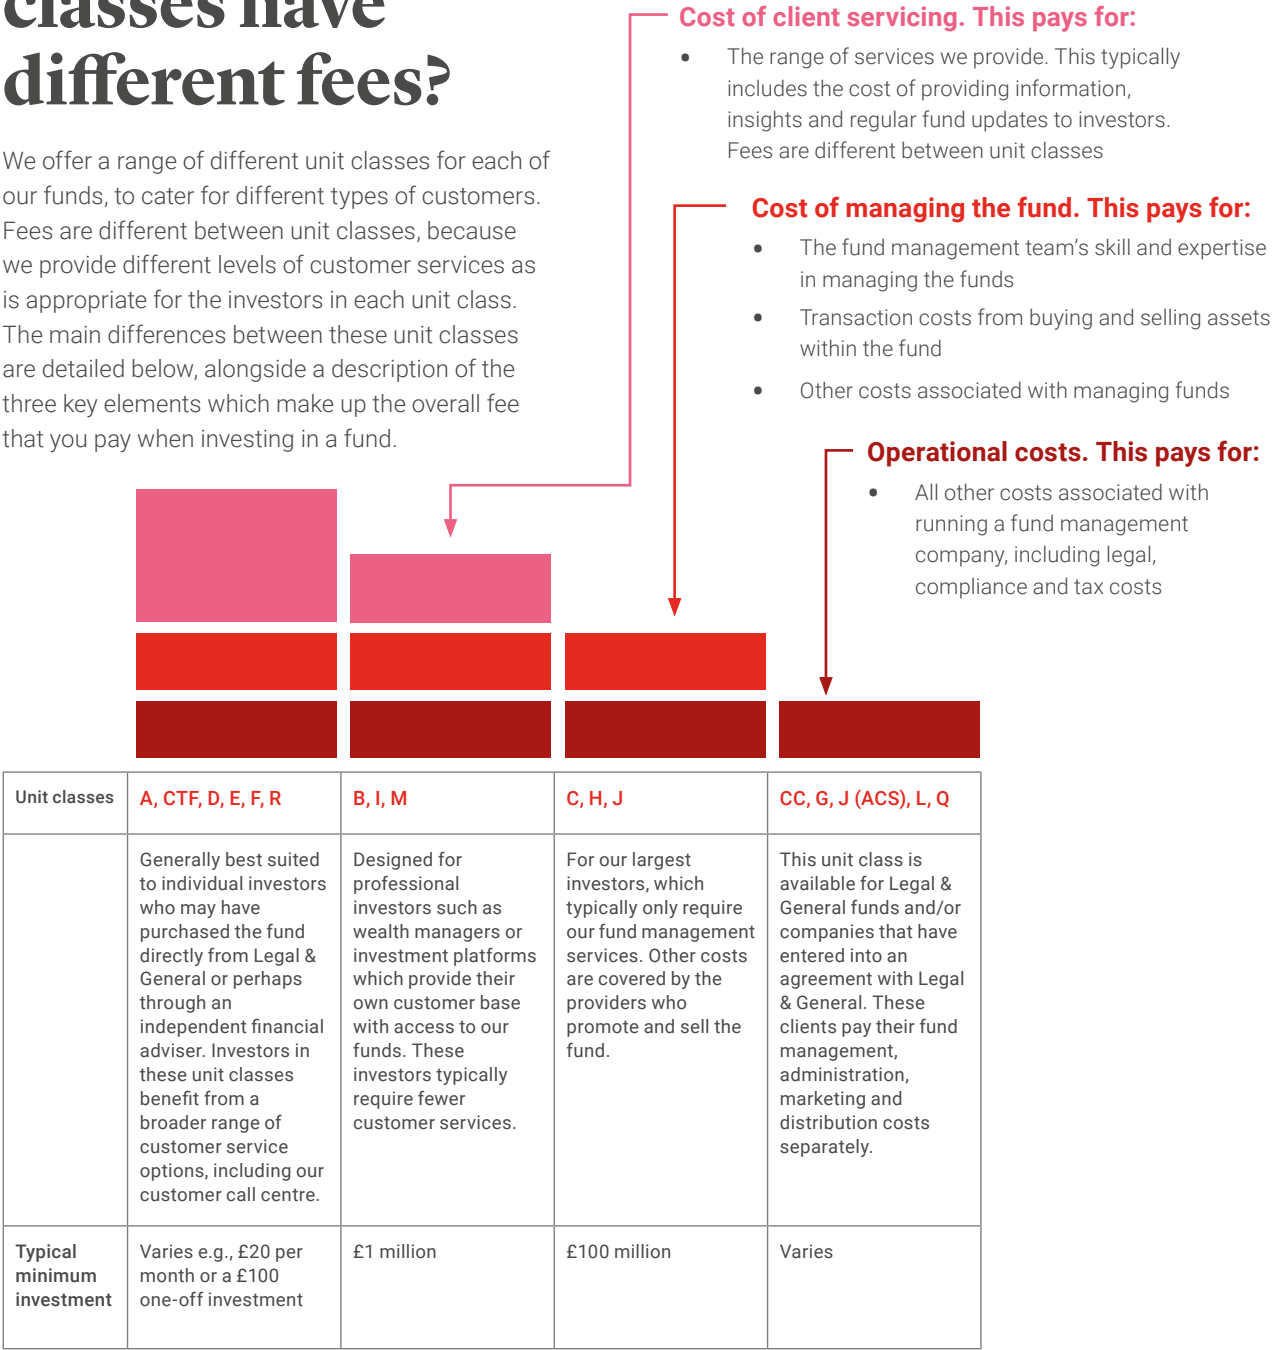 classes have
different fees?
We offer a range of different unit classes for each of
our funds, to cater for different types of customers.
Fees are different between unit classes, because
we provide different levels of customer services as
is appropriate for the investors in each unit class.
The main differences between these unit classes
are detailed below, alongside a description of the
three key elements which make up the overall fee
that you pay when investing in a fund.
Cost of client servicing. This pays for:
• The range of services we provide. This typically
includes the cost of providing information,
insights and regular fund updates to investors.
Fees are different between unit classes
Cost of managing the fund. This pays for:
• The fund management team's skill and expertise
in managing the funds
• Transaction costs from buying and selling assets
within the fund
• Other costs associated with managing funds
Operational costs. This pays for:
• All other costs associated with
running a fund management
company, including legal,
compliance and tax costs
Unit classes
A, CTF, D, E, F, R
B, I, M
C, H, J
CC, G, J (ACS), L, Q
Generally best suited
to individual investors
who may have
purchased the fund
directly from Legal &
General or perhaps
through an
independent financial
adviser. Investors in
these unit classes
benefit from a
broader range of
customer service
options, including our
customer call centre.
Designed for
professional
investors such as
wealth managers or
investment platforms
which provide their
own customer base
with access to our
funds. These
investors typically
require fewer
customer services.
For our largest
investors, which
typically only require
our fund management
services. Other costs
are covered by the
providers who
promote and sell the
fund.
This unit class is
available for Legal &
General funds and/or
companies that have
entered into an
agreement with Legal
& General. These
clients pay their fund
management,
administration,
marketing and
distribution costs
separately.
Typical
minimum
investment
Varies e.g., £20 per
month or a £100
one-off investment
£1 million
£100 million
Varies